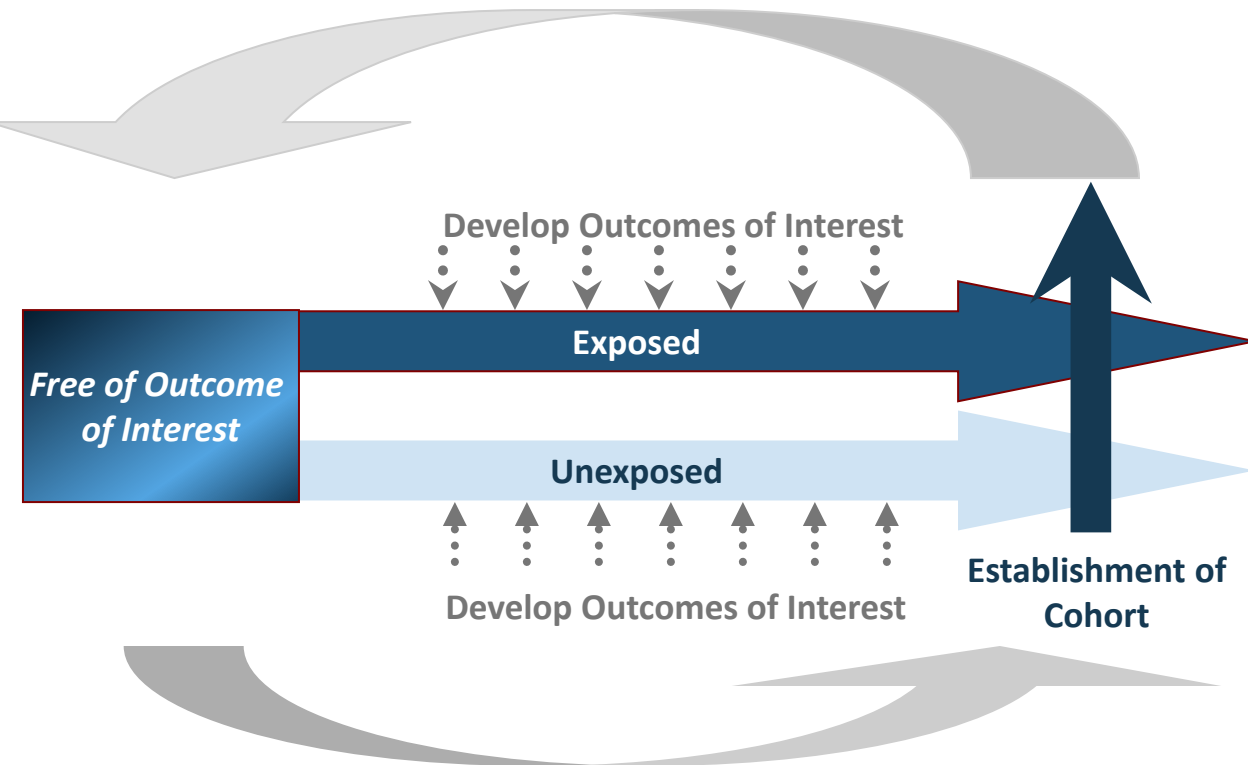 Develop Outcomes of Interest
Exposed
Free of Outcome
of Interest
Unexposed
Establishment of
Cohort
Develop Outcomes of Interest